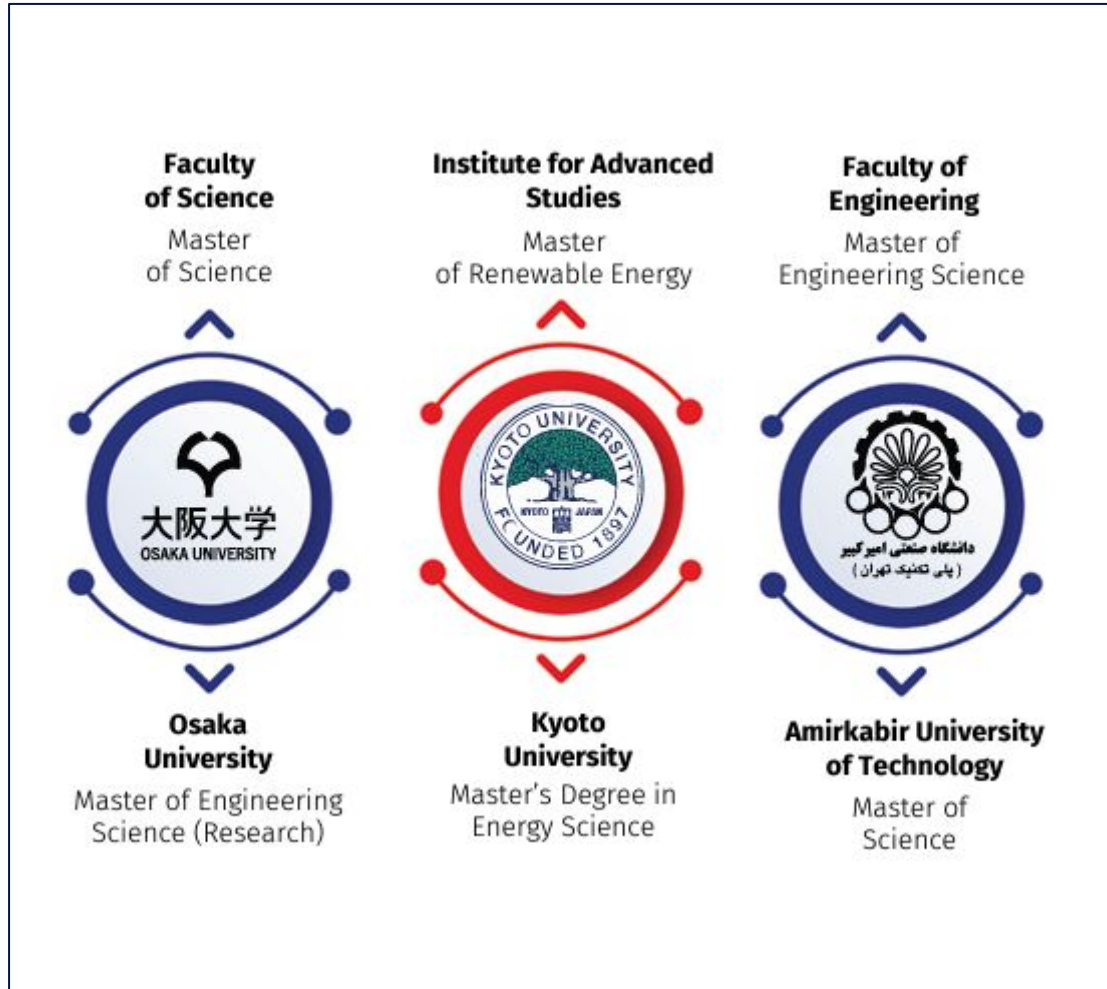 Faculty
of Science
Master
of Science
Institute for Advanced
Studies
Master
of Renewable Energy
Faculty of
Engineering
Master of
Engineering Science
大阪大学
OSAKA UNIVERSITY
KYOTO UNIVERSITY
KYOTO JAPAN
FOUNDED 1897
دانشگاه صنعتی امیرکبیر
(پلی تکنیک تهران)
Osaka
University
Master of Engineering
Science (Research)
Kyoto
University
Master's Degree in
Energy Science
Amirkabir University
of Technology
Master of
Science